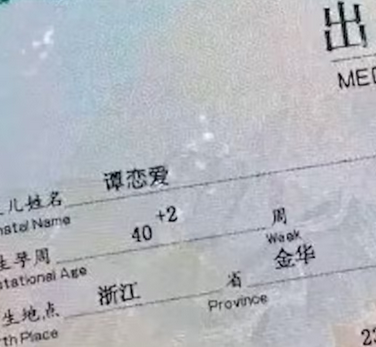 出
MED
儿姓名 谭恋爱
natal Name
生孕周 40+2 周
stational Age Week
生地点 浙江 省 金华
th Place Province
23